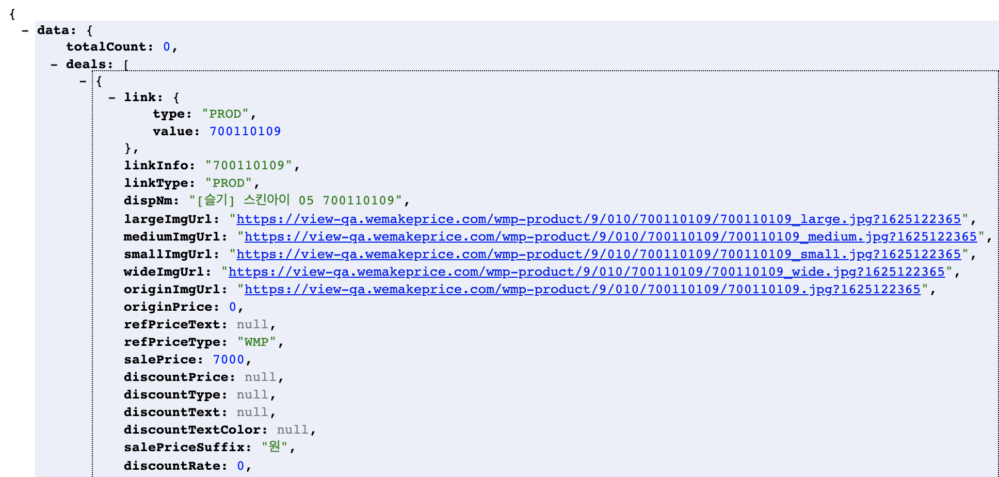 {
- data: {
totalCount: 0,
- deals: [
- {
- link: {
type: "PROD",
value: 700110109
},
linkInfo: "700110109",
linkType: "PROD",
dispNm: "[슬기] 스킨아이 05 700110109",
largeImgUrl: "https://view-qa.wemakeprice.com/wmp-product/9/010/700110109/700110109_large.jpg?1625122365",
mediumImgUrl: "https://view-qa.wemakeprice.com/wmp-product/9/010/700110109/700110109_medium.jpg?1625122365",
smallImgUrl: "https://view-qa.wemakeprice.com/wmp-product/9/010/700110109/700110109_small.jpg?1625122365",
wideImgUrl: "https://view-qa.wemakeprice.com/wmp-product/9/010/700110109/700110109_wide.jpg?1625122365",
originImgUrl: "https://view-qa.wemakeprice.com/wmp-product/9/010/700110109/700110109.jpg?1625122365",
originPrice: 0,
refPriceText: null,
refPriceType: "WMP",
salePrice: 7000,
discountPrice: null,
discountType: null,
discountText: null,
discountTextColor: null,
salePriceSuffix: "원",
discountRate: 0,